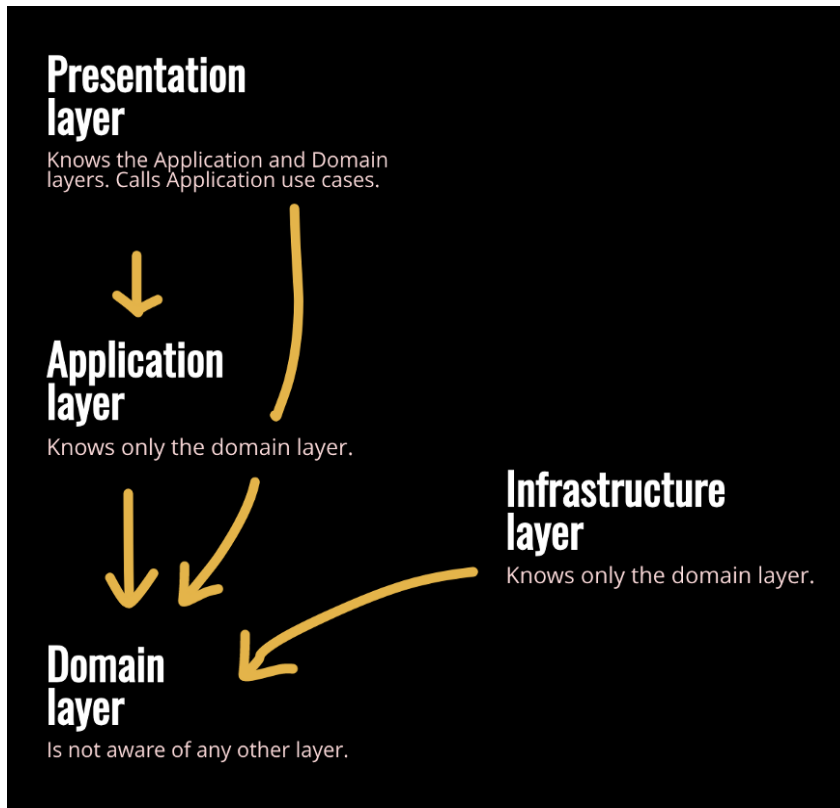 Presentation
layer
Knows the Application and Domain
layers. Calls Application use cases.
Application
layer
Knows only the domain layer.
Infrastructure
layer
Knows only the domain layer.
Domain
layer
Is not aware of any other layer.